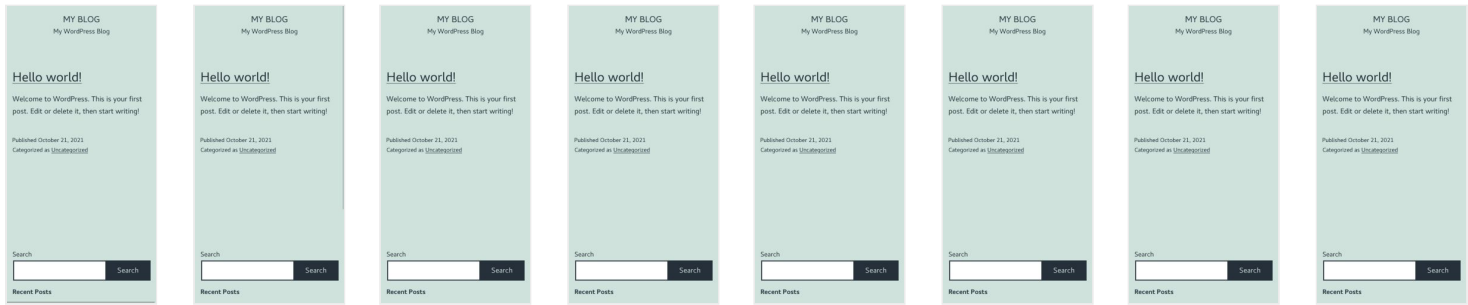 MY BLOG
My WordPress Blog
Hello world!
Welcome to WordPress. This is your first
post. Edit or delete it, then start writing!
Published October 21, 2021
Categorized as Uncategorized
Search
Search
Recent Posts
MY BLOG
My WordPress Blog
Hello world!
Welcome to WordPress. This is your first
post. Edit or delete it, then start writing!
Published October 21, 2021
Categorized as Uncategorized
Search
Search
Recent Posts
MY BLOG
My WordPress Blog
Hello world!
Welcome to WordPress. This is your first
post. Edit or delete it, then start writing!
Published October 21, 2021
Categorized as Uncategorized
Search
Search
Recent Posts
MY BLOG
My WordPress Blog
Hello world!
Welcome to WordPress. This is your first
post. Edit or delete it, then start writing!
Published October 21, 2021
Categorized as Uncategorized
Search
Search
Recent Posts
MY BLOG
My WordPress Blog
Hello world!
Welcome to WordPress. This is your first
post. Edit or delete it, then start writing!
Published October 21, 2021
Categorized as Uncategorized
Search
Search
Recent Posts
MY BLOG
My WordPress Blog
Hello world!
Welcome to WordPress. This is your first
post. Edit or delete it, then start writing!
Published October 21, 2021
Categorized as Uncategorized
Search
Search
Recent Posts
MY BLOG
My WordPress Blog
Hello world!
Welcome to WordPress. This is your first
post. Edit or delete it, then start writing!
Published October 21, 2021
Categorized as Uncategorized
Search
Search
Recent Posts
MY BLOG
My WordPress Blog
Hello world!
Welcome to WordPress. This is your first
post. Edit or delete it, then start writing!
Published October 21, 2021
Categorized as Uncategorized
Search
Search
Recent Posts